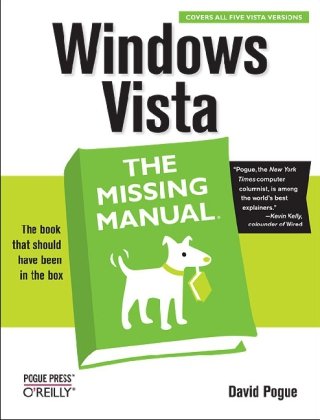 COVERS ALL FIVE VISTA VERSIONS
Windows
Vista
THE
MISSING
MANUAL®
"Pogue, the New York
Times computer
columnist, is among
the world's best
explainers."
—Kevin Kelly,
cofounder of Wired
The book
that should
have been
in the box
POGUE PRESS™
O'REILLY®
David Pogue